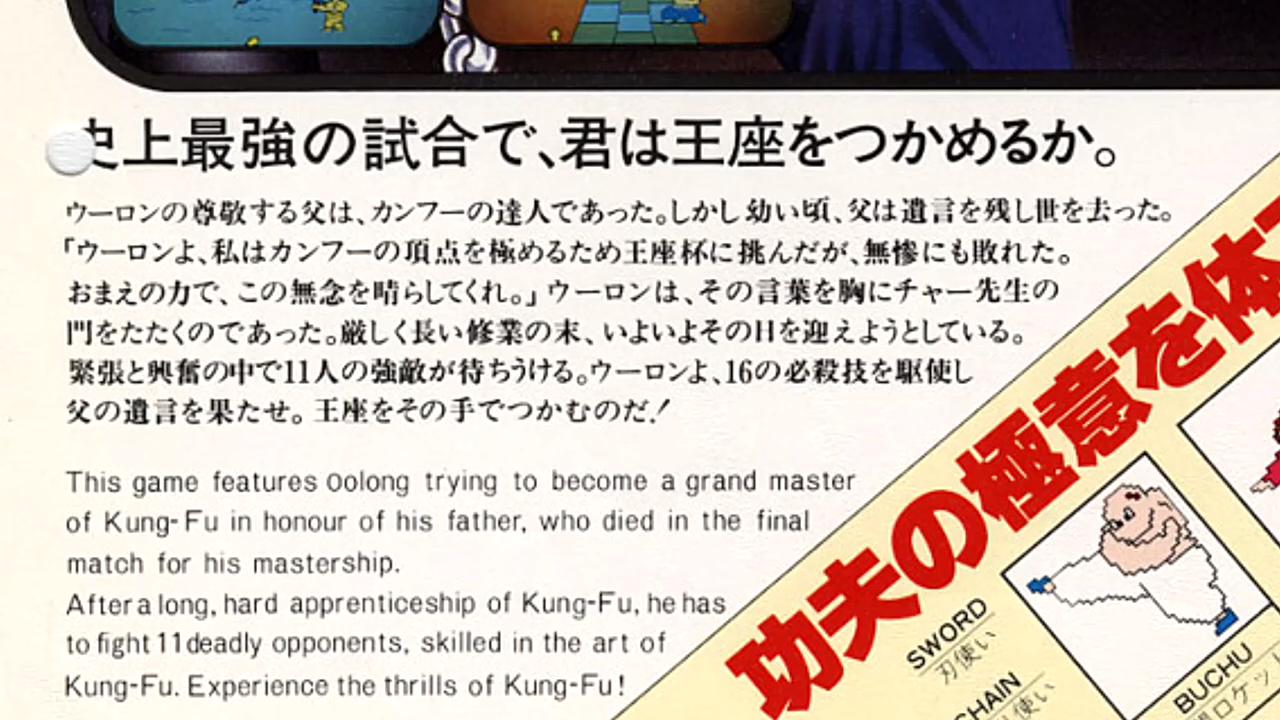 史上最強の試合で、君は王座をつかめるか。
ウーロンの尊敬する父は、カンフーの達人であった。しかし幼い頃、父は遺言を残し世を去った。
「ウーロンよ、私はカンフーの頂点を極めるため王座杯に挑んだが、無惨にも敗れた。
おまえの力で、この無念を晴らしてくれ。」ウーロンは、その言葉を胸にチャー先生の
門をたたくのであった。厳しく長い修業の末、いよいよその日を迎えようとしている。
緊張と興奮の中で11人の強敵が待ちうける。ウーロンよ、16の必殺技を駆使し
父の遺言を果たせ。王座をその手でつかむのだ!
This game features Oolong trying to become a grand master
of Kung-Fu in honour of his father, who died in the final
match for his mastership.
After a long, hard apprenticeship of Kung-Fu, he has
to fight 11 deadly opponents, skilled in the art of
Kung-Fu. Experience the thrills of Kung-Fu!
功夫の極意を体
SWORD
刃使い
CHAIN
使い
BUCHU
ロケッ